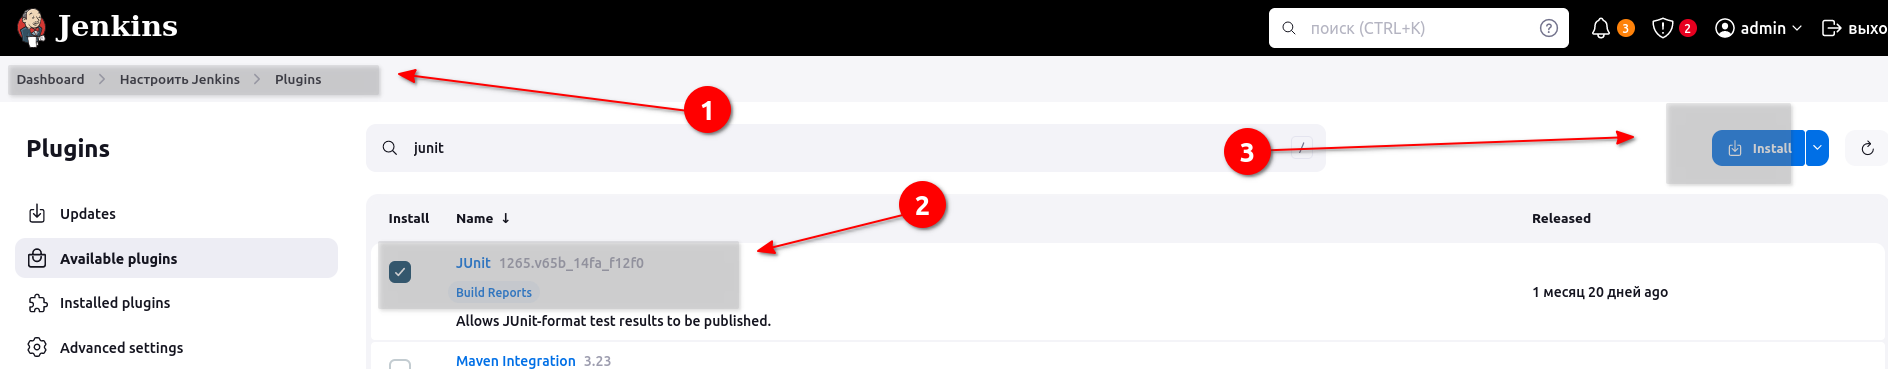 Jenkins
поиск (CTRL+K)
?
3
2
admin
выхо
Dashboard
Настроить Jenkins
Plugins
1
Plugins
junit
/
3
Install
Updates
Available plugins
Installed plugins
Advanced settings
2
Install
Name ↓
Released
JUnit 1265.v65b_14fa_f12f0
Build Reports
1 месяц 20 дней ago
Allows JUnit-format test results to be published.
Maven Integration 3.23